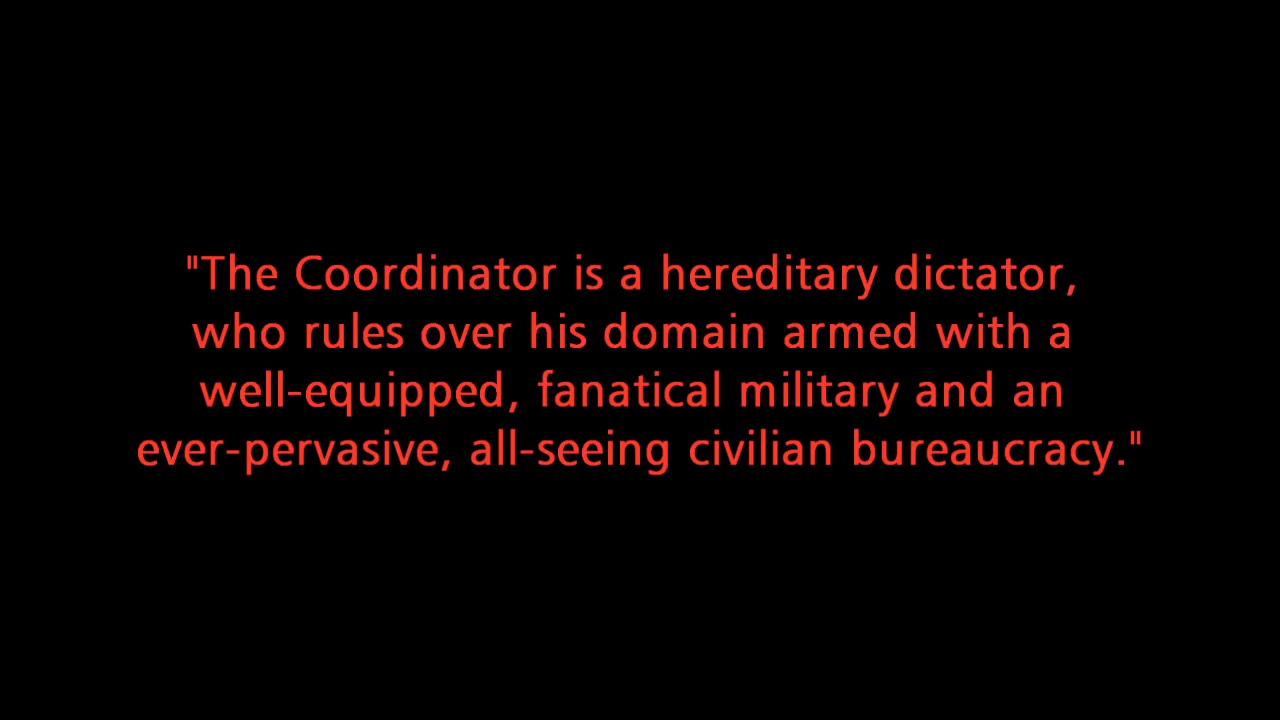 "The Coordinator is a hereditary dictator,
who rules over his domain armed with a
well-equipped, fanatical military and an
ever-pervasive, all-seeing civilian bureaucracy."